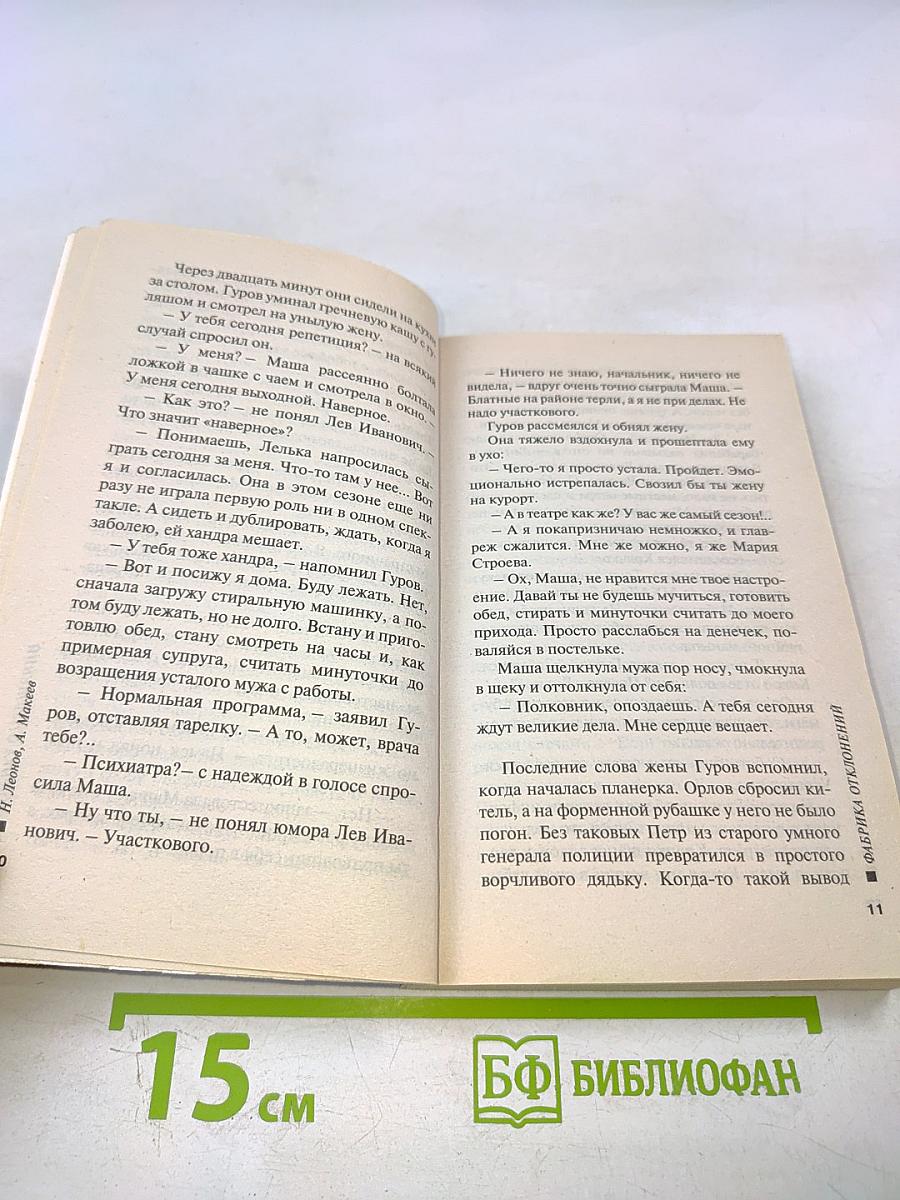 Через двадцать минут они сидели на кухне
за столом. Гуров уминал гречневую кашу с гу-
ляшом и смотрел на унылую жену.
— У тебя сегодня репетиция? — на всякий
случай спросил он.
— У меня? — Маша рассеянно болтала
ложкой в чашке с чаем и смотрела в окно. —
У меня сегодня выходной. Наверное.
— Как это? — не понял Лев Иванович. —
Что значит «наверное»?
— Понимаешь, Лелька напросилась сы-
грать сегодня за меня. Что-то там у нее... Вот
я и согласилась. Она в этом сезоне еще ни
разу не играла первую роль ни в одном спек-
такле. А сидеть и дублировать, ждать, когда я
заболею, ей хандра мешает.
— У тебя тоже хандра, — напомнил Гуров.
— Вот и посижу я дома. Буду лежать. Нет,
сначала загружу стиральную машинку, а по-
том буду лежать, но не долго. Встану и приго-
товлю обед, стану смотреть на часы и, как
примерная супруга, считать минуточки до
возращения усталого мужа с работы.
— Нормальная программа, — заявил Гу-
ров, отставляя тарелку. — А то, может, врача
тебе?..
— Психиатра?— с надеждой в голосе спро-
сила Маша.
— Ну что ты, — не понял юмора Лев Ива-
нович. — Участкового.
■ Н. Леонов, А. Макеев
0
— Ничего не знаю, начальник, ничего не
видела, — вдруг очень точно сыграла Маша. —
Блатные на районе терли, а я не при делах. Не
надо участкового.
Гуров рассмеялся и обнял жену.
Она тяжело вздохнула и прошептала ему
в ухо:
— Чего-то я просто устала. Пройдет. Эмо-
ционально истрепалась. Свозил бы ты жену
на курорт.
— А в театре как же? У вас же самый сезон!..
— А я покапризничаю немножко, и глав-
реж сжалится. Мне же можно, я же Мария
Строева.
— Ох, Маша, не нравится мне твое настро-
ение. Давай ты не будешь мучиться, готовить
обед, стирать и минуточки считать до моего
прихода. Просто расслабься на денечек, по-
валяйся в постельке.
Маша щелкнула мужа пор носу, чмокнула
в щеку и оттолкнула от себя:
— Полковник, опоздаешь. А тебя сегодня
ждут великие дела. Мне сердце вещает.
Последние слова жены Гуров вспомнил,
когда началась планерка. Орлов сбросил ки-
тель, а на форменной рубашке у него не было
погон. Без таковых Петр из старого умного
генерала полиции превратился в простого
ворчливого дядьку. Когда-то такой вывод
■ ФАБРИКА ОТКЛОНЕНИЙ
11
15 см
БФ БИБЛИОФАН